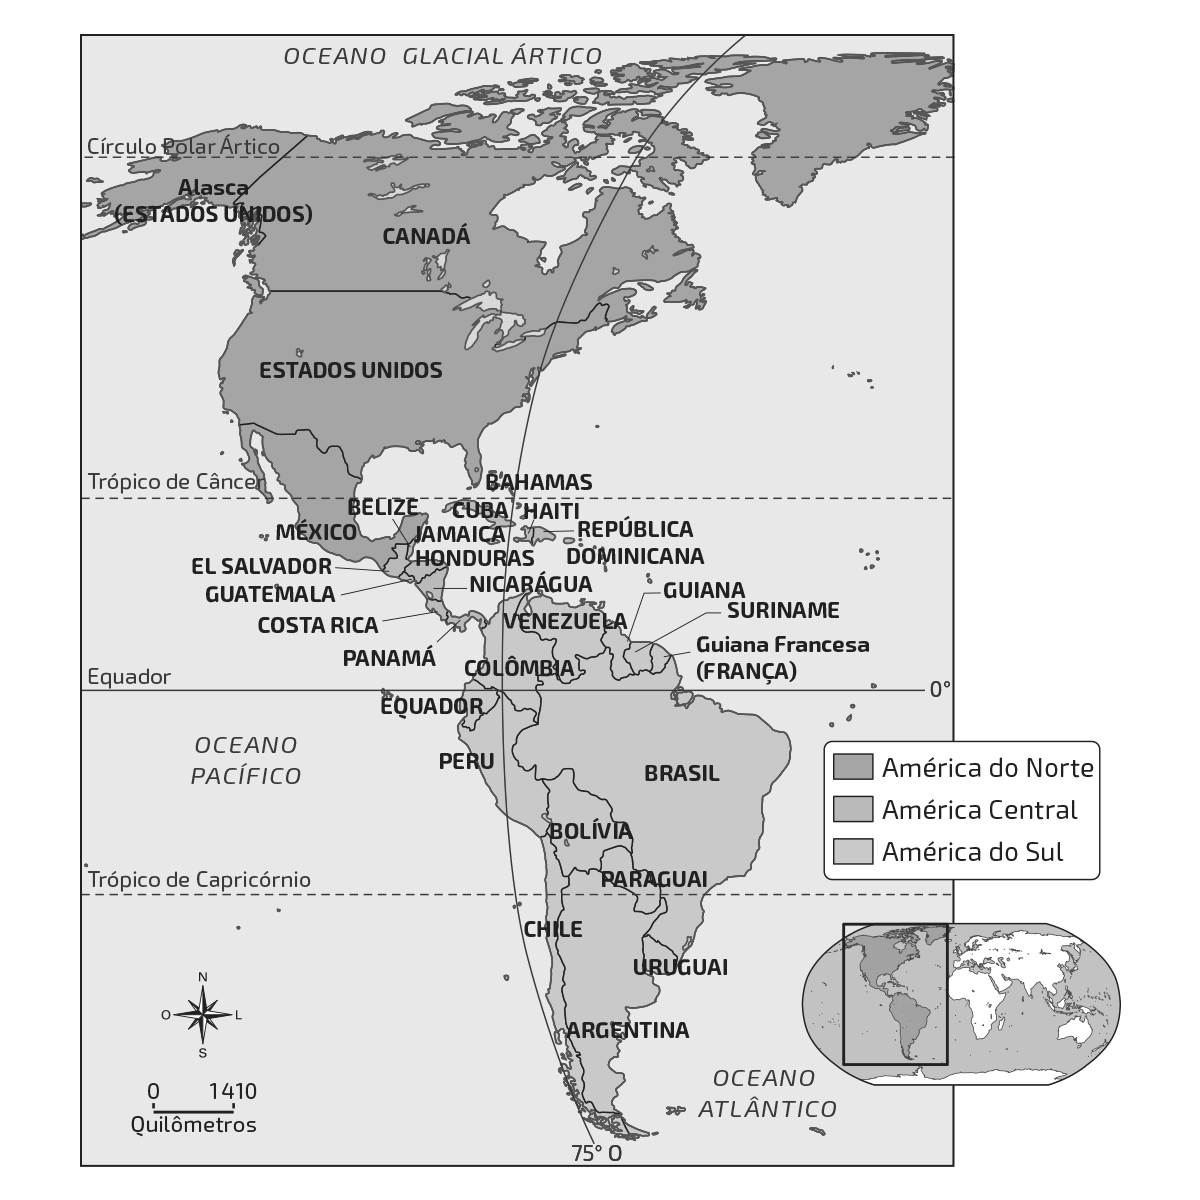 OCEANO GLACIAL ÁRTICO
Círculo Polar Ártico
Alasca
(ESTADOS UNIDOS)
CANADÁ
ESTADOS UNIDOS
Trópico de Câncer
BAHAMAS
BELIZE
CUBA
HAITI
MÉXICO
JAMAICA
REPÚBLICA
DOMINICANA
HONDURAS
EL SALVADOR
NICARÁGUA
GUATEMALA
GUIANA
SURINAME
COSTA RICA
VENEZUELA
Guiana Francesa
(FRANÇA)
PANAMÁ
COLÔMBIA
Equador
0°
EQUADOR
OCEANO
PACÍFICO
PERU
BRASIL
América do Norte
América Central
América do Sul
BOLÍVIA
Trópico de Capricórnio
PARAGUAI
CHILE
URUGUAI
ARGENTINA
N
O
L
S
0 1410
Quilômetros
OCEANO
ATLÂNTICO
75° O